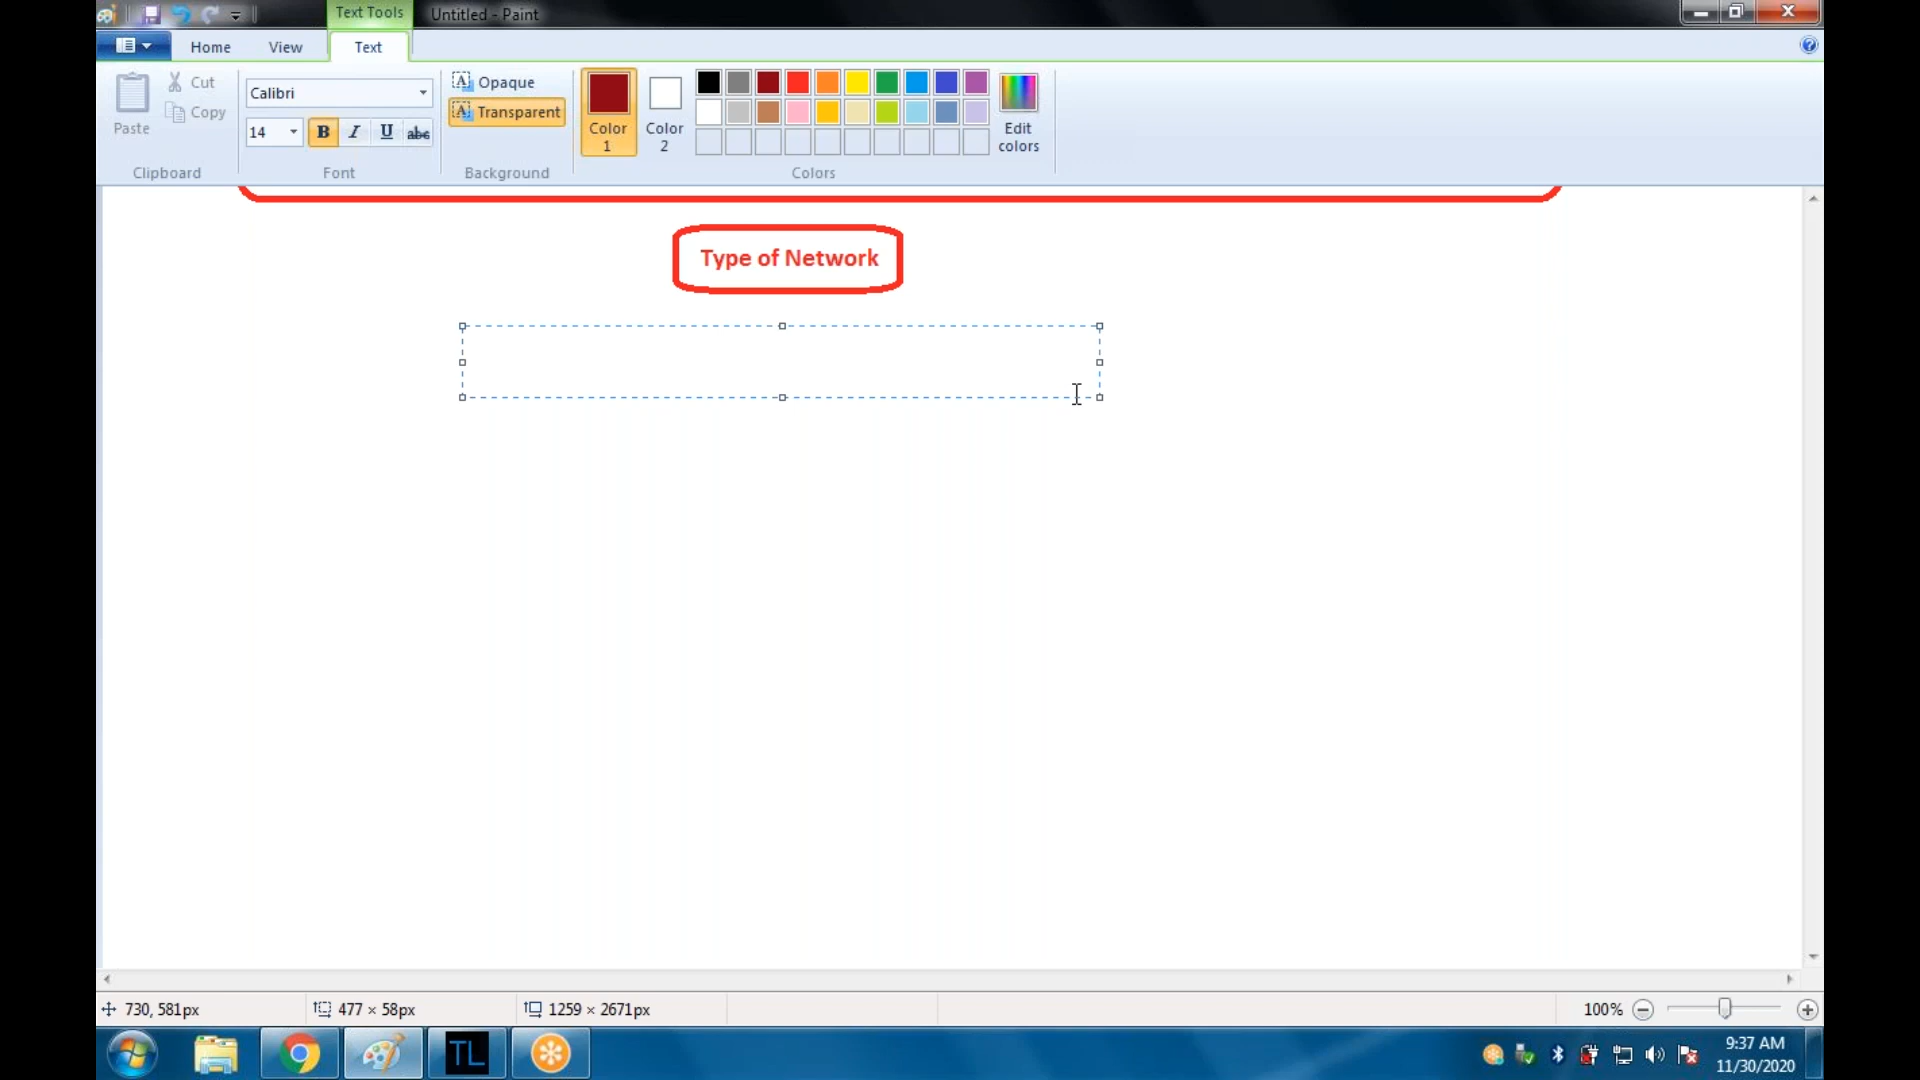 Text Tools
Untitled - Paint
Home
View
Text
Paste
Cut
Copy
Clipboard
Calibri
14
B I U abc
Font
A Opaque
A Transparent
Background
Color
1
Color
2
Edit
colors
Colors
Type of Network
730, 581px
477 × 58px
1259 × 2671px
100%
TL
9:37 AM
11/30/2020